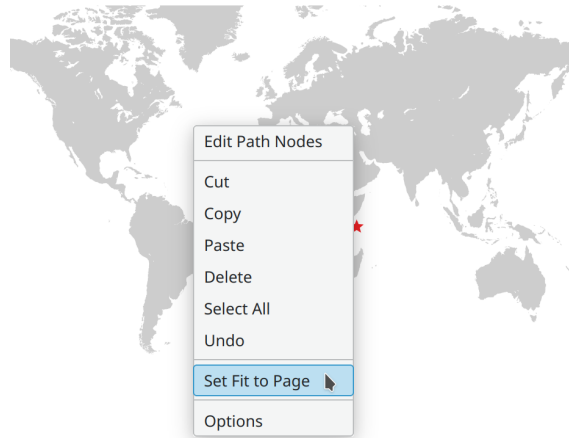 Edit Path Nodes
Cut
Copy
Paste
Delete
Select All
Undo
Set Fit to Page
Options